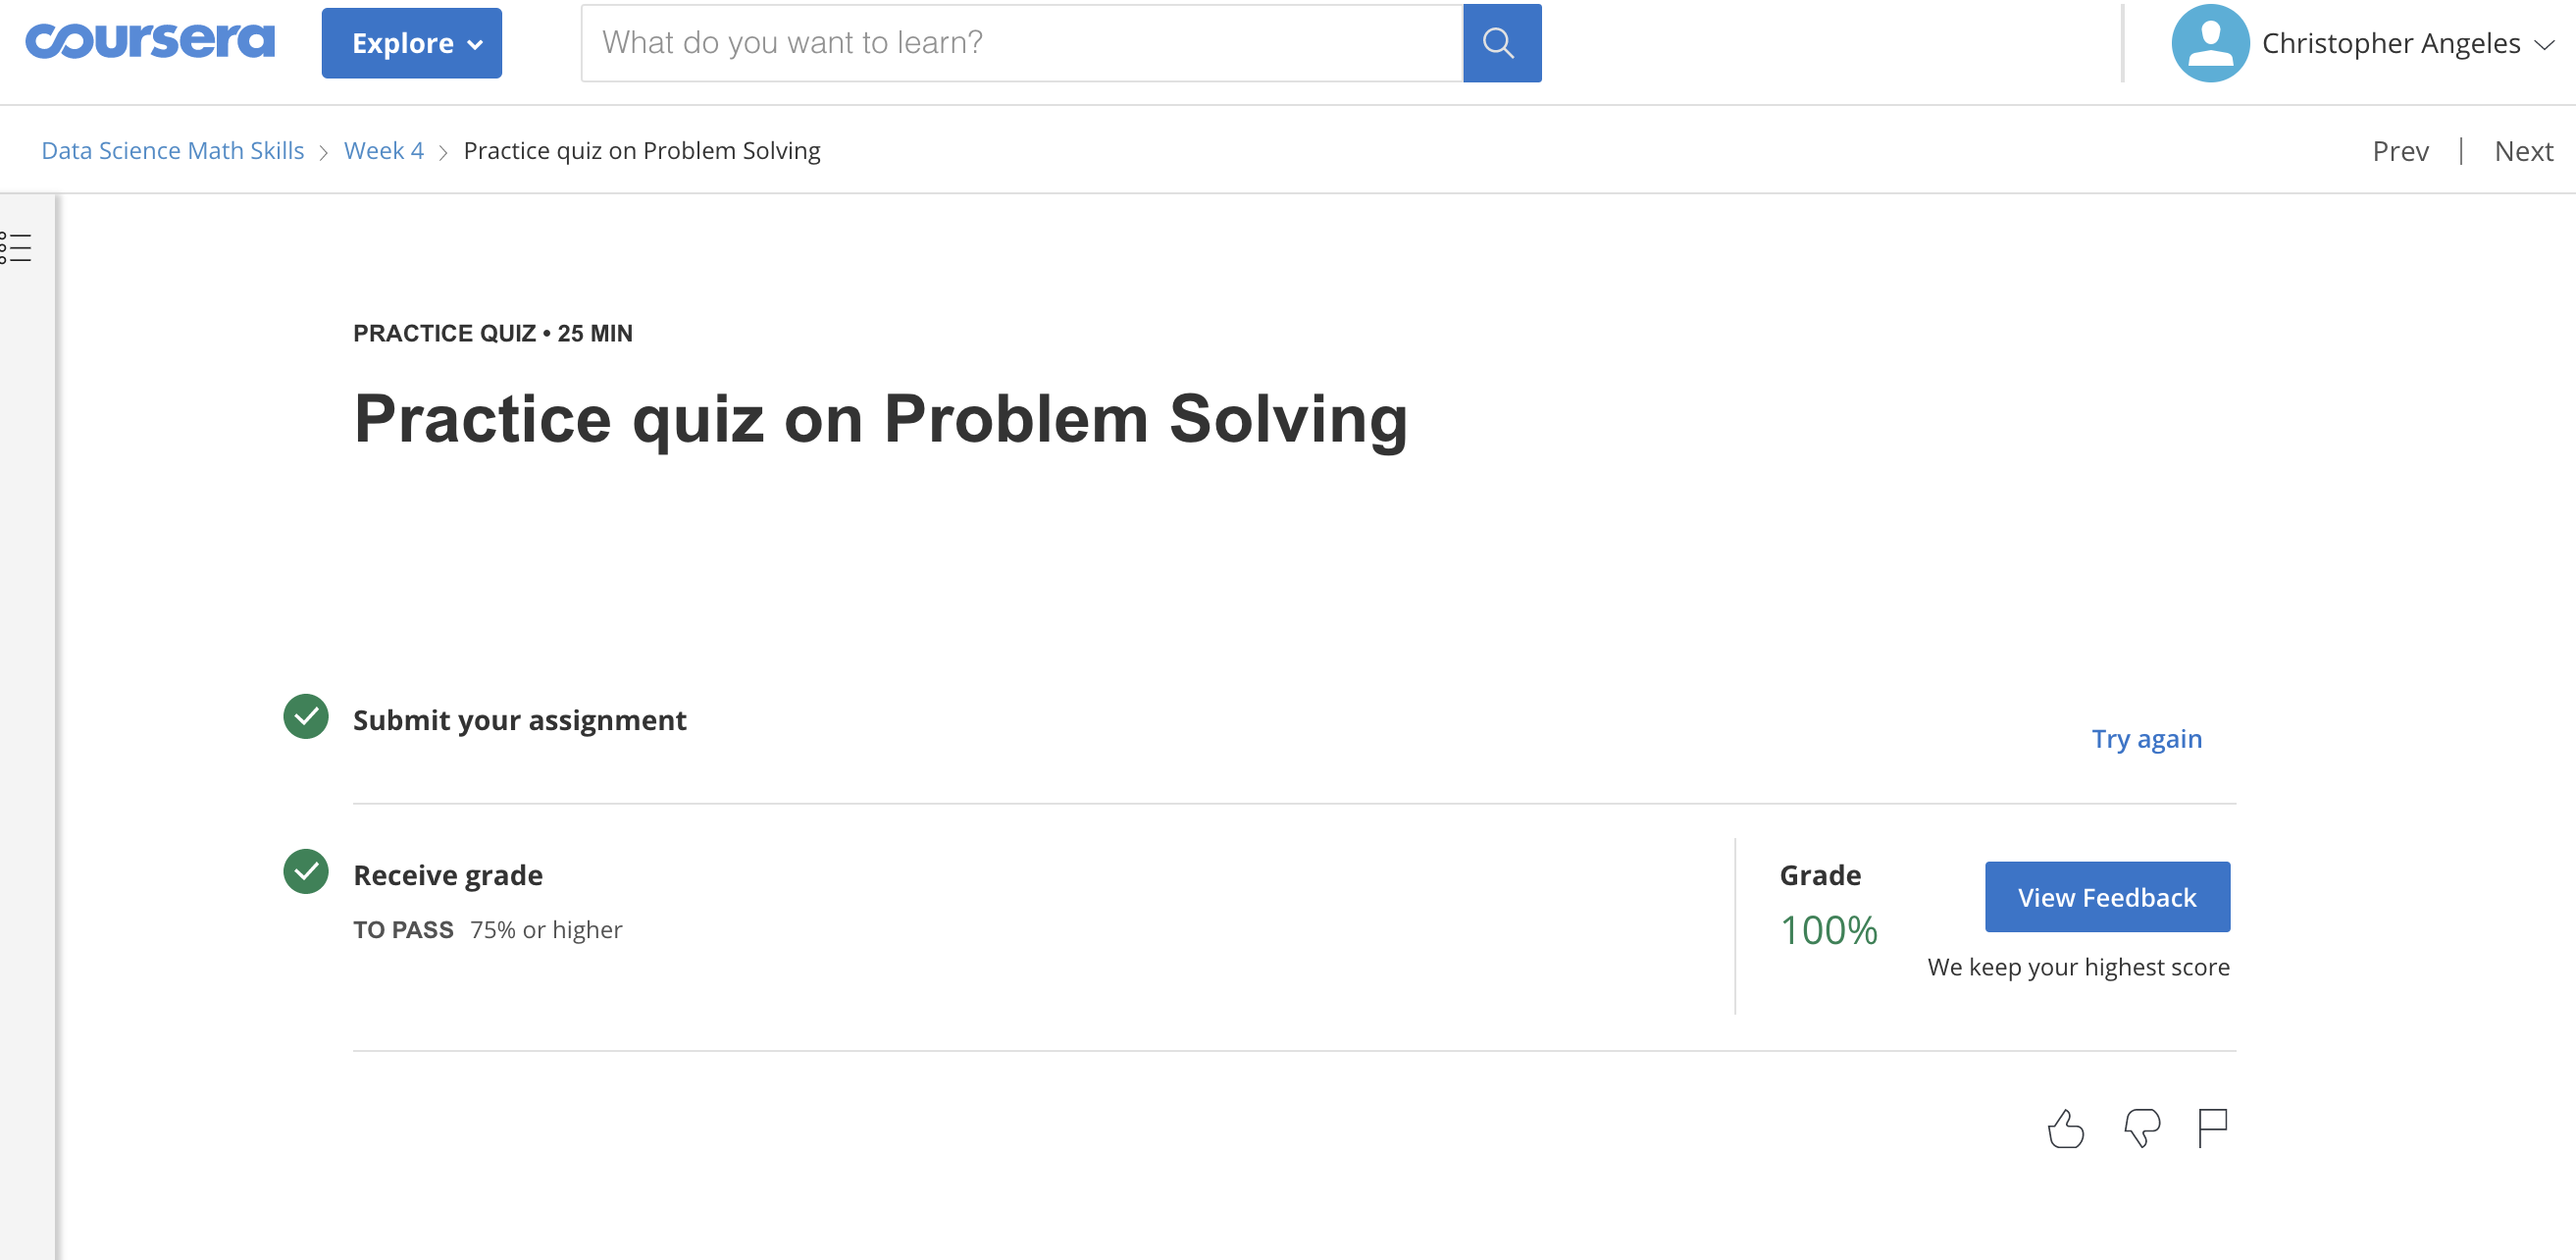 coursera
Explore
What do you want to learn?
Christopher Angeles
Data Science Math Skills > Week 4 > Practice quiz on Problem Solving
Prev | Next
PRACTICE QUIZ • 25 MIN
Practice quiz on Problem Solving
Submit your assignment
Try again
Receive grade
TO PASS 75% or higher
Grade
100%
View Feedback
We keep your highest score